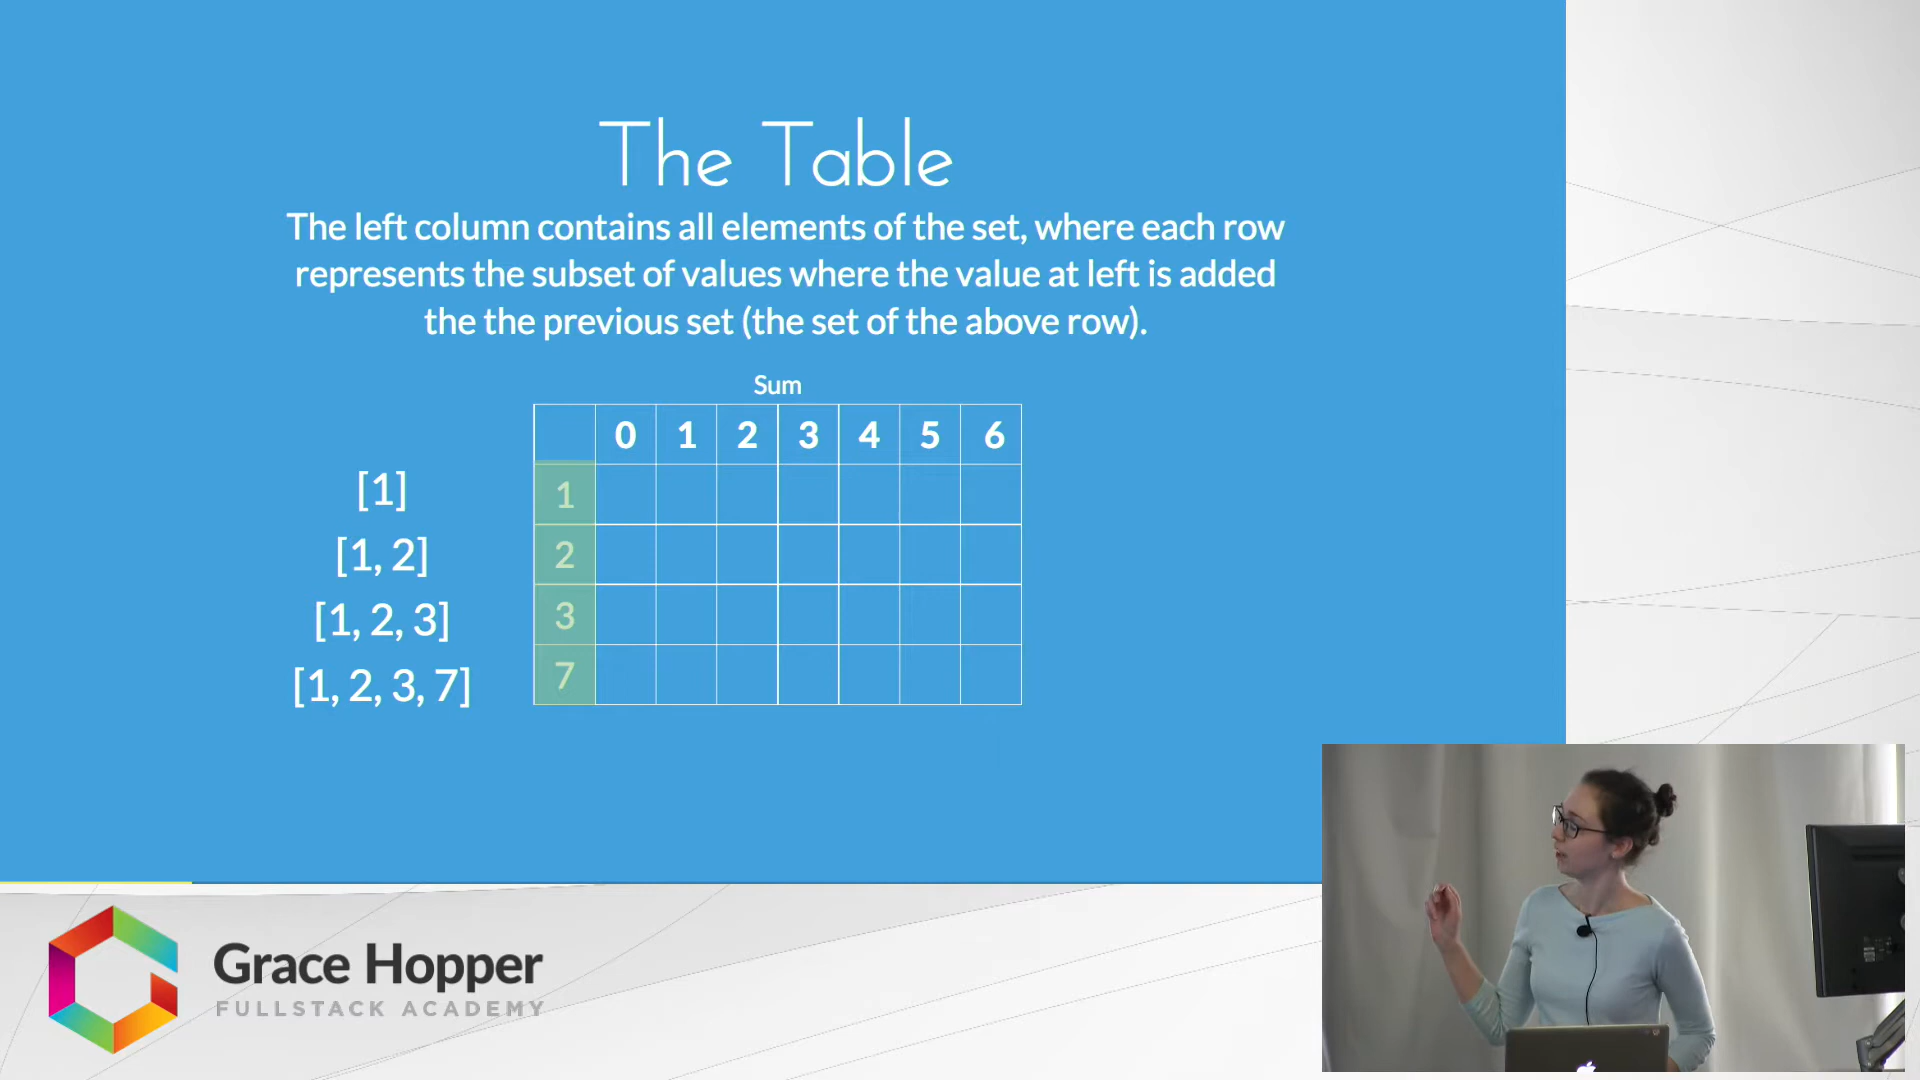 The Table
The left column contains all elements of the set, where each row
represents the subset of values where the value at left is added
the the previous set (the set of the above row).
Sum
0 1 2 3 4 5 6
[1] 1
[1, 2] 2
[1, 2, 3] 3
[1, 2, 3, 7] 7
Grace Hopper
FULLSTACK ACADEMY